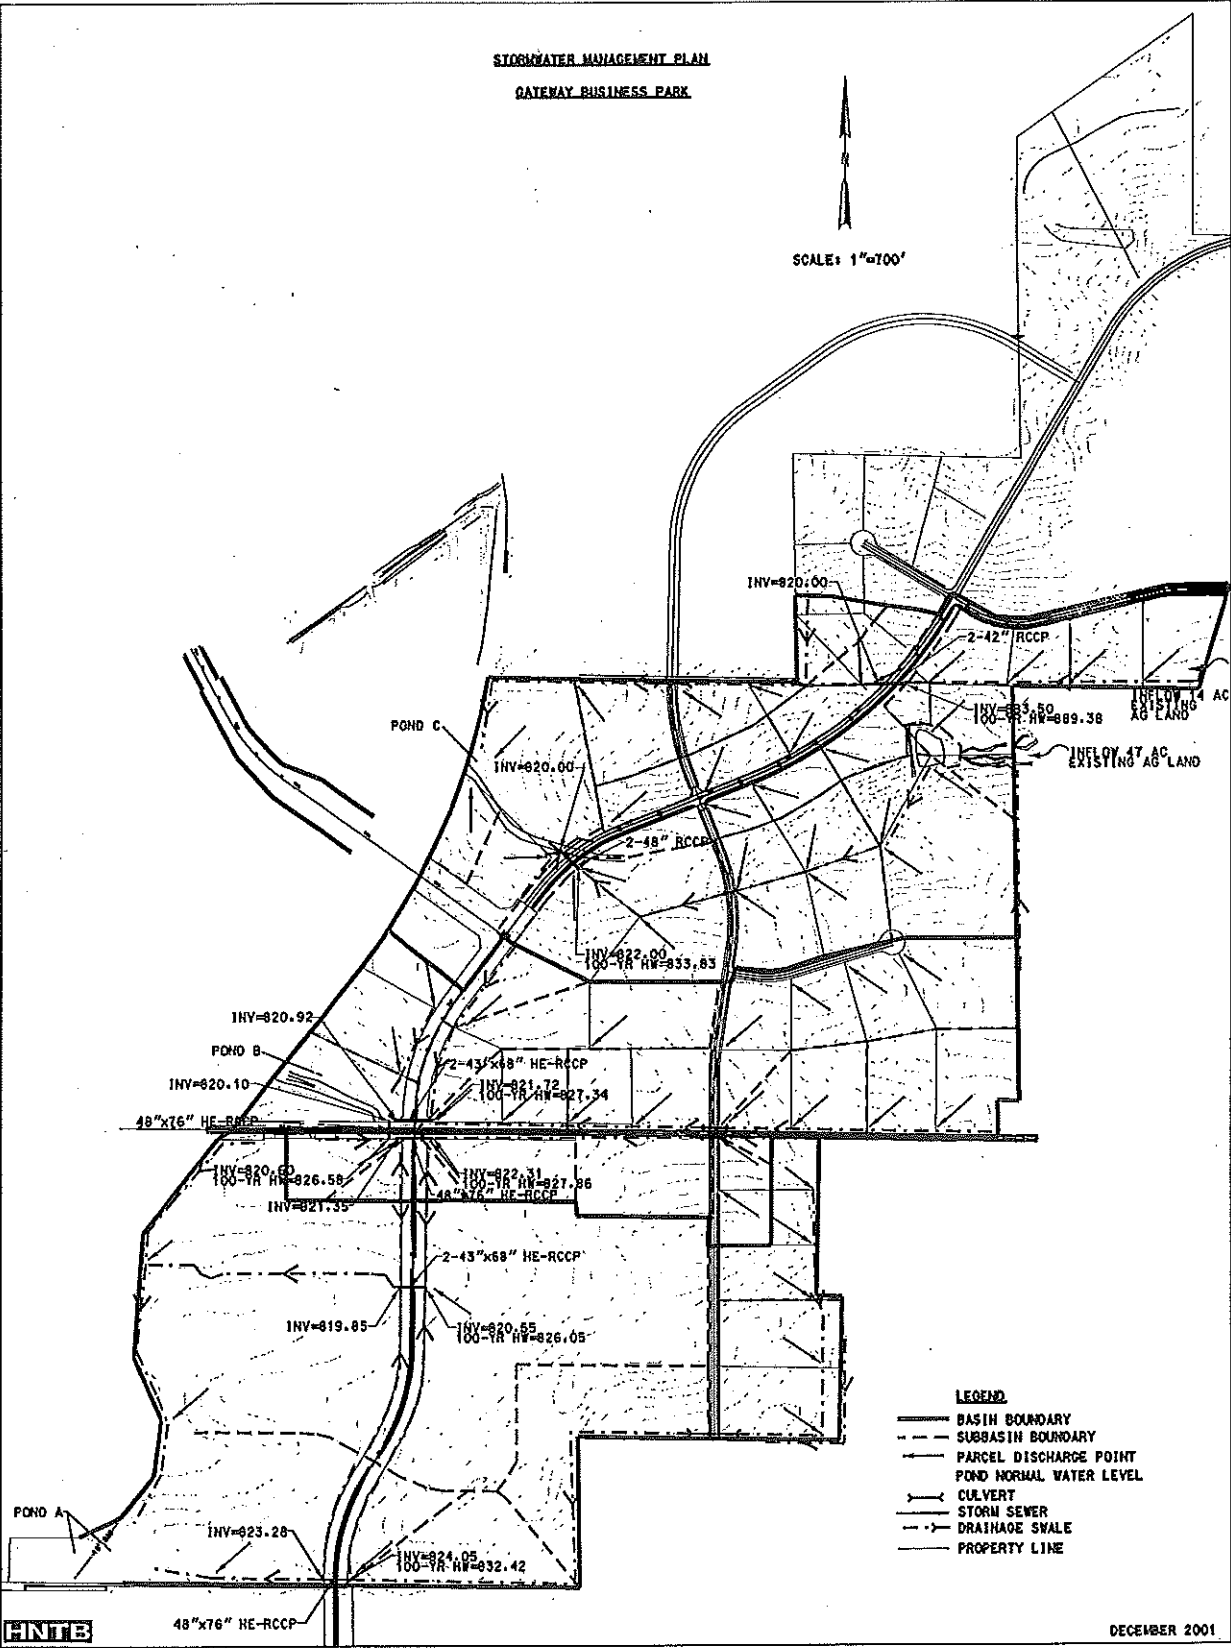 STORMWATER MANAGEMENT PLAN
GATEWAY BUSINESS PARK
N
SCALE: 1"=700'
INV=820.00
2-42" RCCP
INFLOW 14 AC
EXISTING
AG LAND
INV=883.50
100-YR HW=889.38
POND C
INFLOW 47 AC
EXISTING AG LAND
INV=820.00
2-48" RCCP
INV=822.00
100-YR HW=833.83
INV=820.92
POND B
2-43"x68" HE-RCCP
INV=820.10
INV=821.72
100-YR HW=827.34
48"x76" HE-RCCP
INV=820.60
100-YR HW=826.58
INV=822.31
100-YR HW=827.86
48"x76" HE-RCCP
INV=821.35
2-43"x68" HE-RCCP
INV=819.85
INV=820.55
100-YR HW=826.05
LEGEND
BASIN BOUNDARY
SUBBASIN BOUNDARY
PARCEL DISCHARGE POINT
POND NORMAL WATER LEVEL
CULVERT
STORM SEWER
DRAINAGE SWALE
PROPERTY LINE
POND A
INV=823.28
INV=824.05
100-YR HW=832.42
48"x76" HE-RCCP
HNTB
DECEMBER 2001